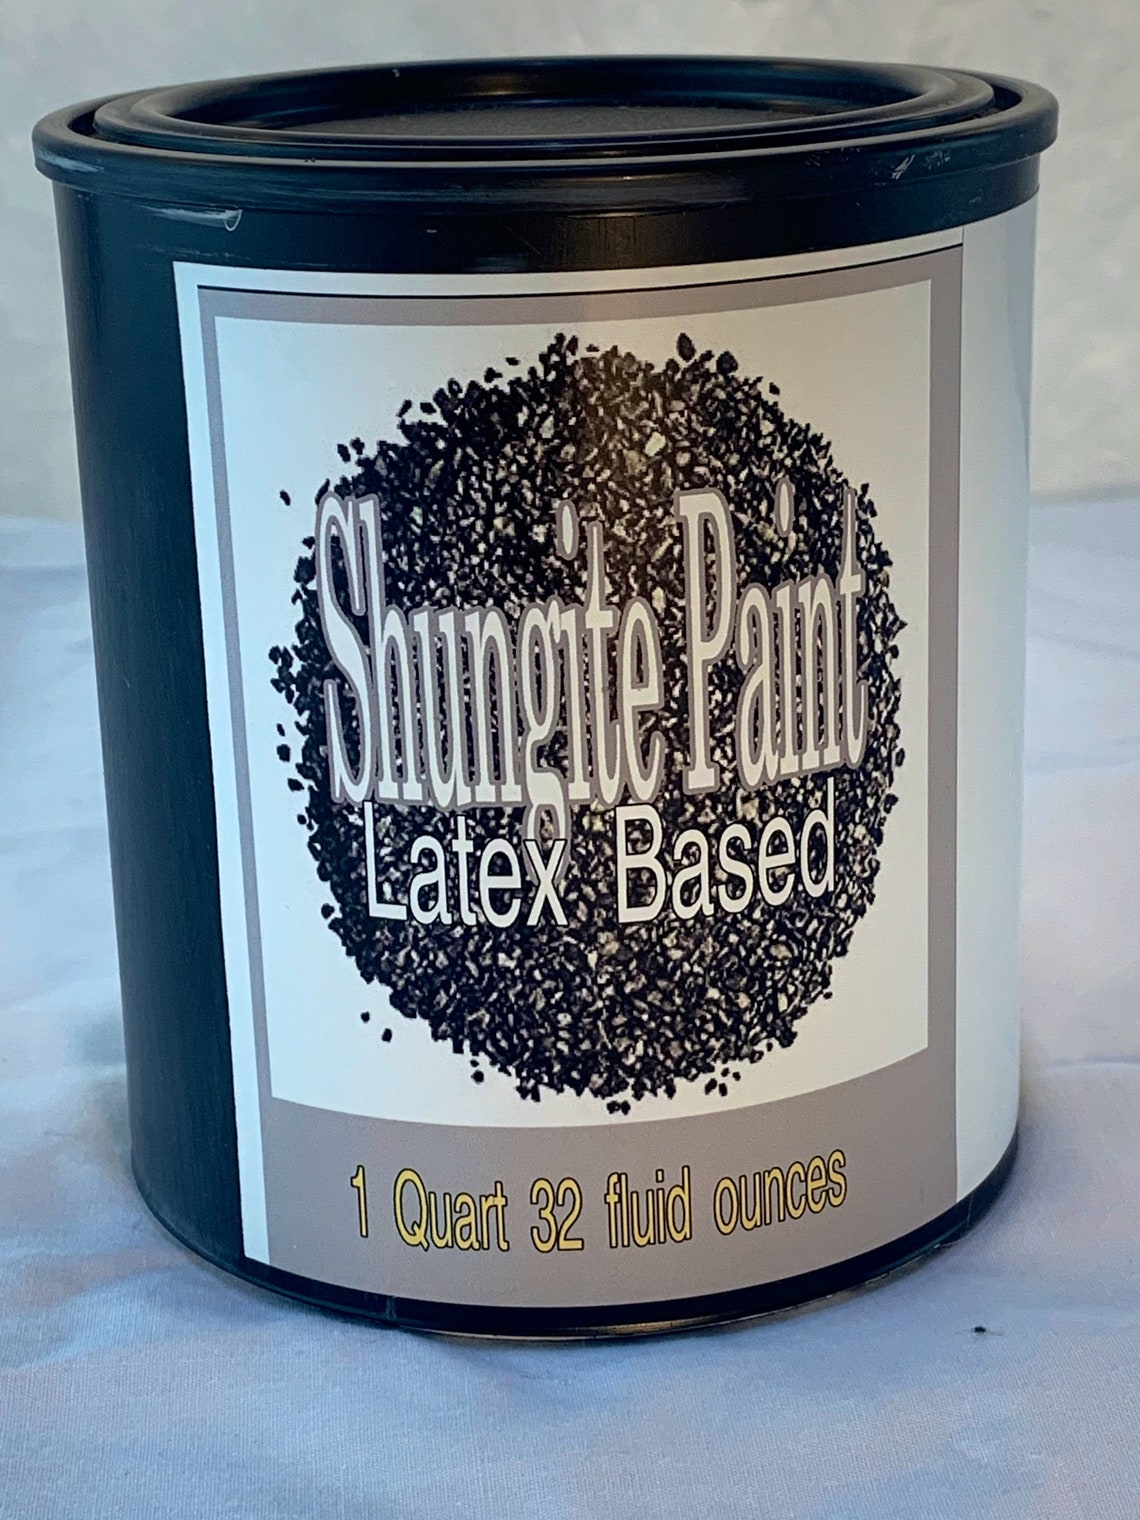 Shungite Paint
Latex Based
1 Quart 32 fluid ounces